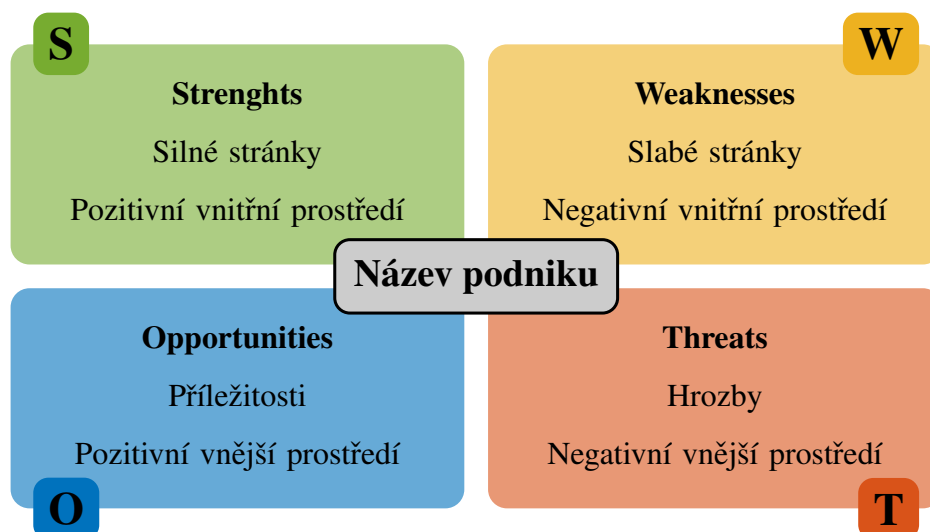 S
Strenghts
Silné stránky
Pozitivní vnitřní prostředí
W
Weaknesses
Slabé stránky
Negativní vnitřní prostředí
Název podniku
Opportunities
Příležitosti
Pozitivní vnější prostředí
O
Threats
Hrozby
Negativní vnější prostředí
T